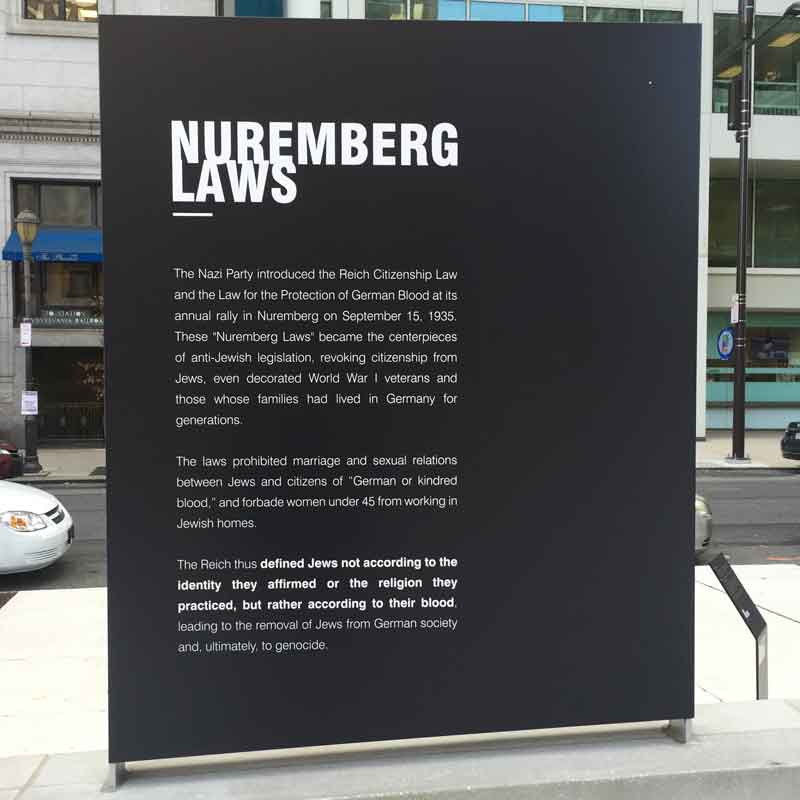 NUREMBERG
LAWS
The Nazi Party introduced the Reich Citizenship Law
and the Law for the Protection of German Blood at its
annual rally in Nuremberg on September 15, 1935.
These "Nuremberg Laws" became the centerpieces
of anti-Jewish legislation, revoking citizenship from
Jews, even decorated World War I veterans and
those whose families had lived in Germany for
generations.
The laws prohibited marriage and sexual relations
between Jews and citizens of "German or kindred
blood," and forbade women under 45 from working in
Jewish homes.
The Reich thus defined Jews not according to the
identity they affirmed or the religion they
practiced, but rather according to their blood,
leading to the removal of Jews from German society
and, ultimately, to genocide.